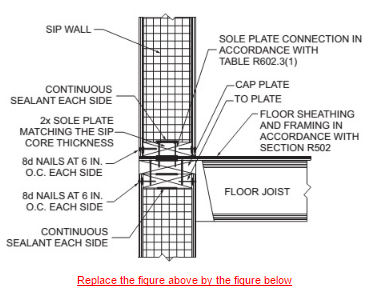 SIP WALL
SOLE PLATE CONNECTION IN
ACCORDANCE WITH
TABLE R602.3(1)
CONTINUOUS
SEALANT EACH SIDE
CAP PLATE
TO PLATE
2x SOLE PLATE
MATCHING THE SIP
CORE THICKNESS
FLOOR SHEATHING
AND FRAMING IN
ACCORDANCE WITH
SECTION R502
8d NAILS AT 6 IN.
O.C. EACH SIDE
8d NAILS AT 6 IN.
O.C. EACH SIDE
FLOOR JOIST
CONTINUOUS
SEALANT EACH SIDE
Replace the figure above by the figure below